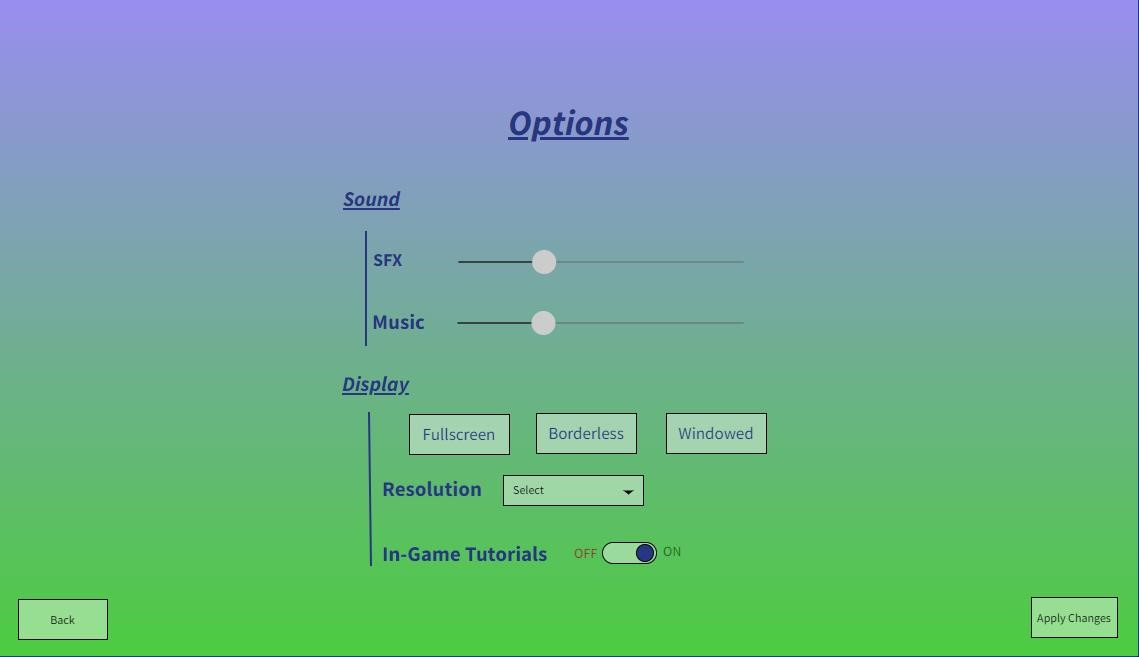 Options
Sound
SFX
Music
Display
Fullscreen Borderless Windowed
Resolution Select
In-Game Tutorials OFF ON
Back Apply Changes